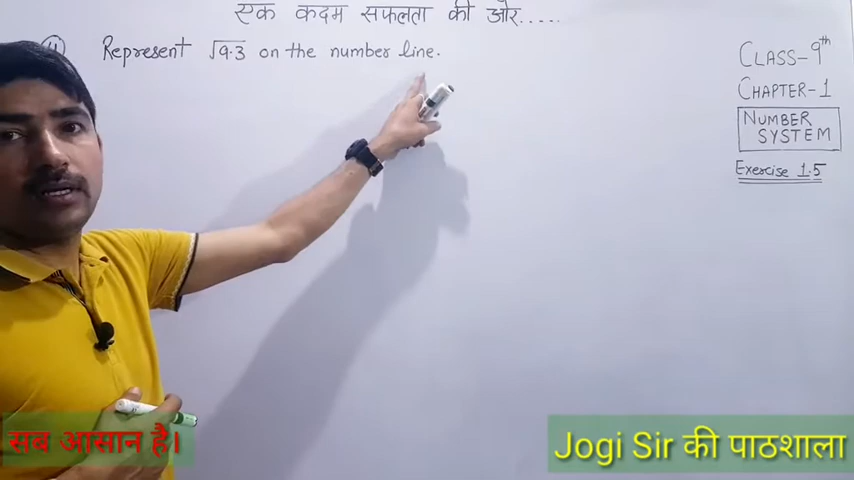 एक कदम सफलता की ओर.....
(4) Represent √9.3 on the number line.
CLASS-9th
CHAPTER-1
NUMBER
SYSTEM
Exercise 1.5
सब आसान है।
Jogi Sir की पाठशाला